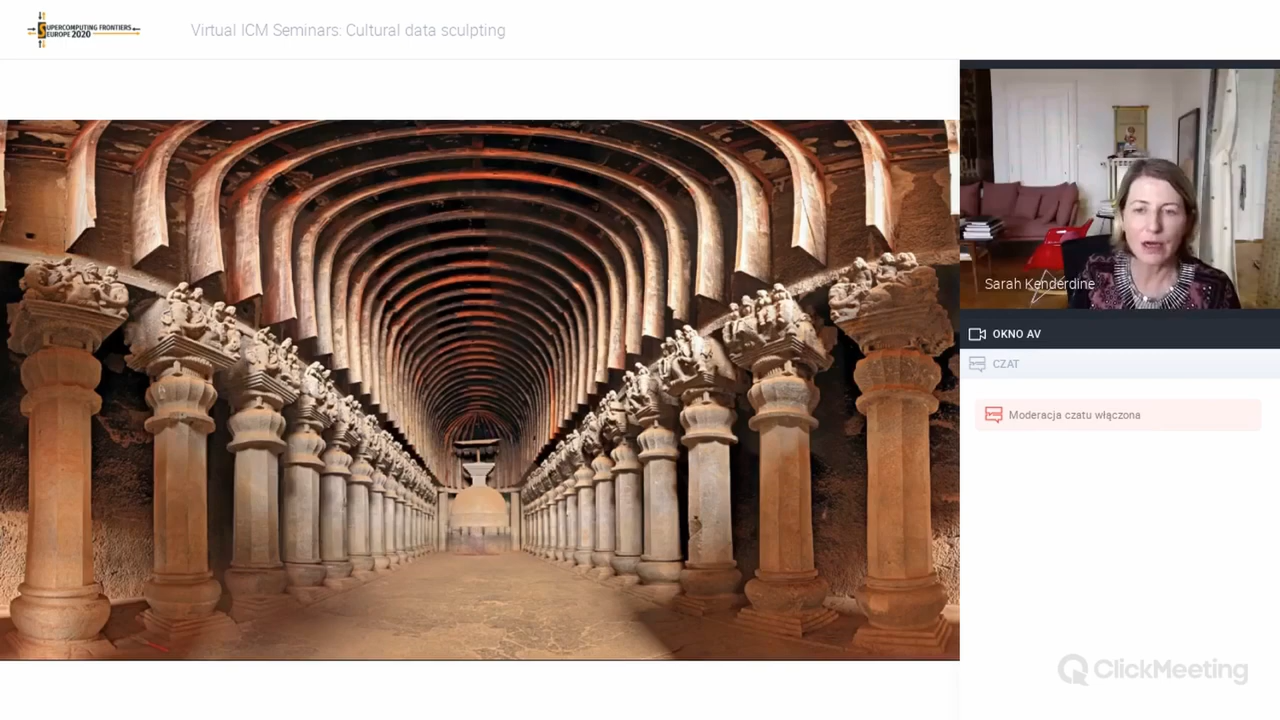 SUPERCOMPUTING FRONTIERS
EUROPE 2020
Virtual ICM Seminars: Cultural data sculpting
Sarah Kenderdine
OKNO AV
CZAT
Moderacja czatu włączona
ClickMeeting